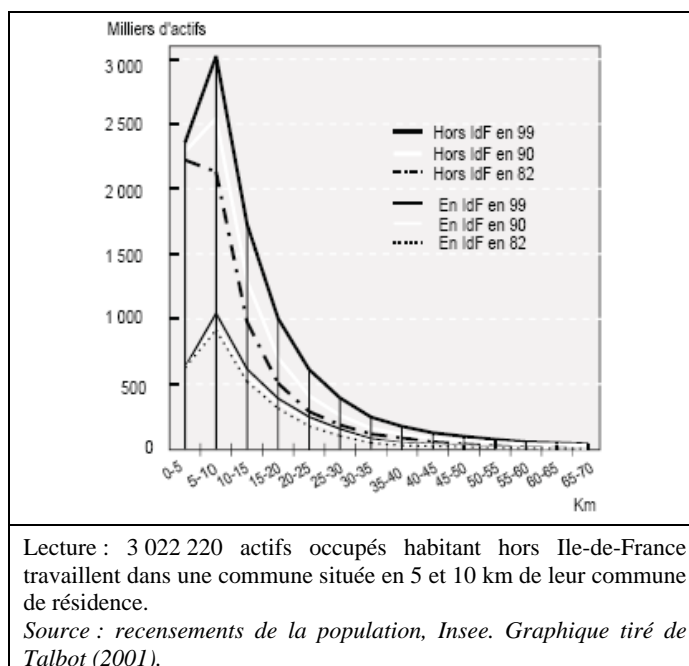 Milliers d'actifs
3 000
2 500
2 000
1 500
1 000
500
0
Hors IdF en 99
Hors IdF en 90
Hors IdF en 82
En IdF en 99
En IdF en 90
En IdF en 82
0-5 5-10 10-15 15-20 20-25 25-30 30-35 35-40 40-45 45-50 50-55 55-60 60-65 65-70
Km
Lecture : 3 022 220 actifs occupés habitant hors Ile-de-France
travaillent dans une commune située en 5 et 10 km de leur commune
de résidence.
Source : recensements de la population, Insee. Graphique tiré de
Talbot (2001).